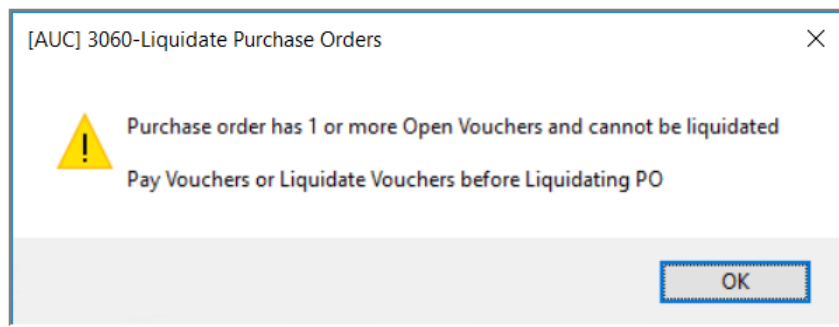 [AUC] 3060-Liquidate Purchase Orders
Purchase order has 1 or more Open Vouchers and cannot be liquidated
Pay Vouchers or Liquidate Vouchers before Liquidating PO
OK